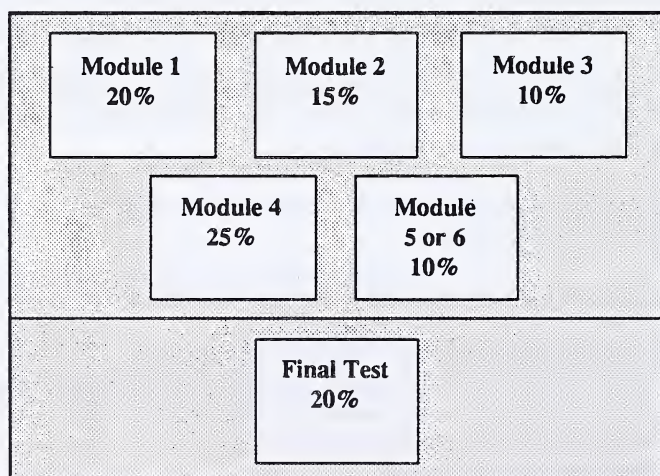 Module 1
20%
Module 2
15%
Module 3
10%
Module 4
25%
Module
5 or 6
10%
Final Test
20%